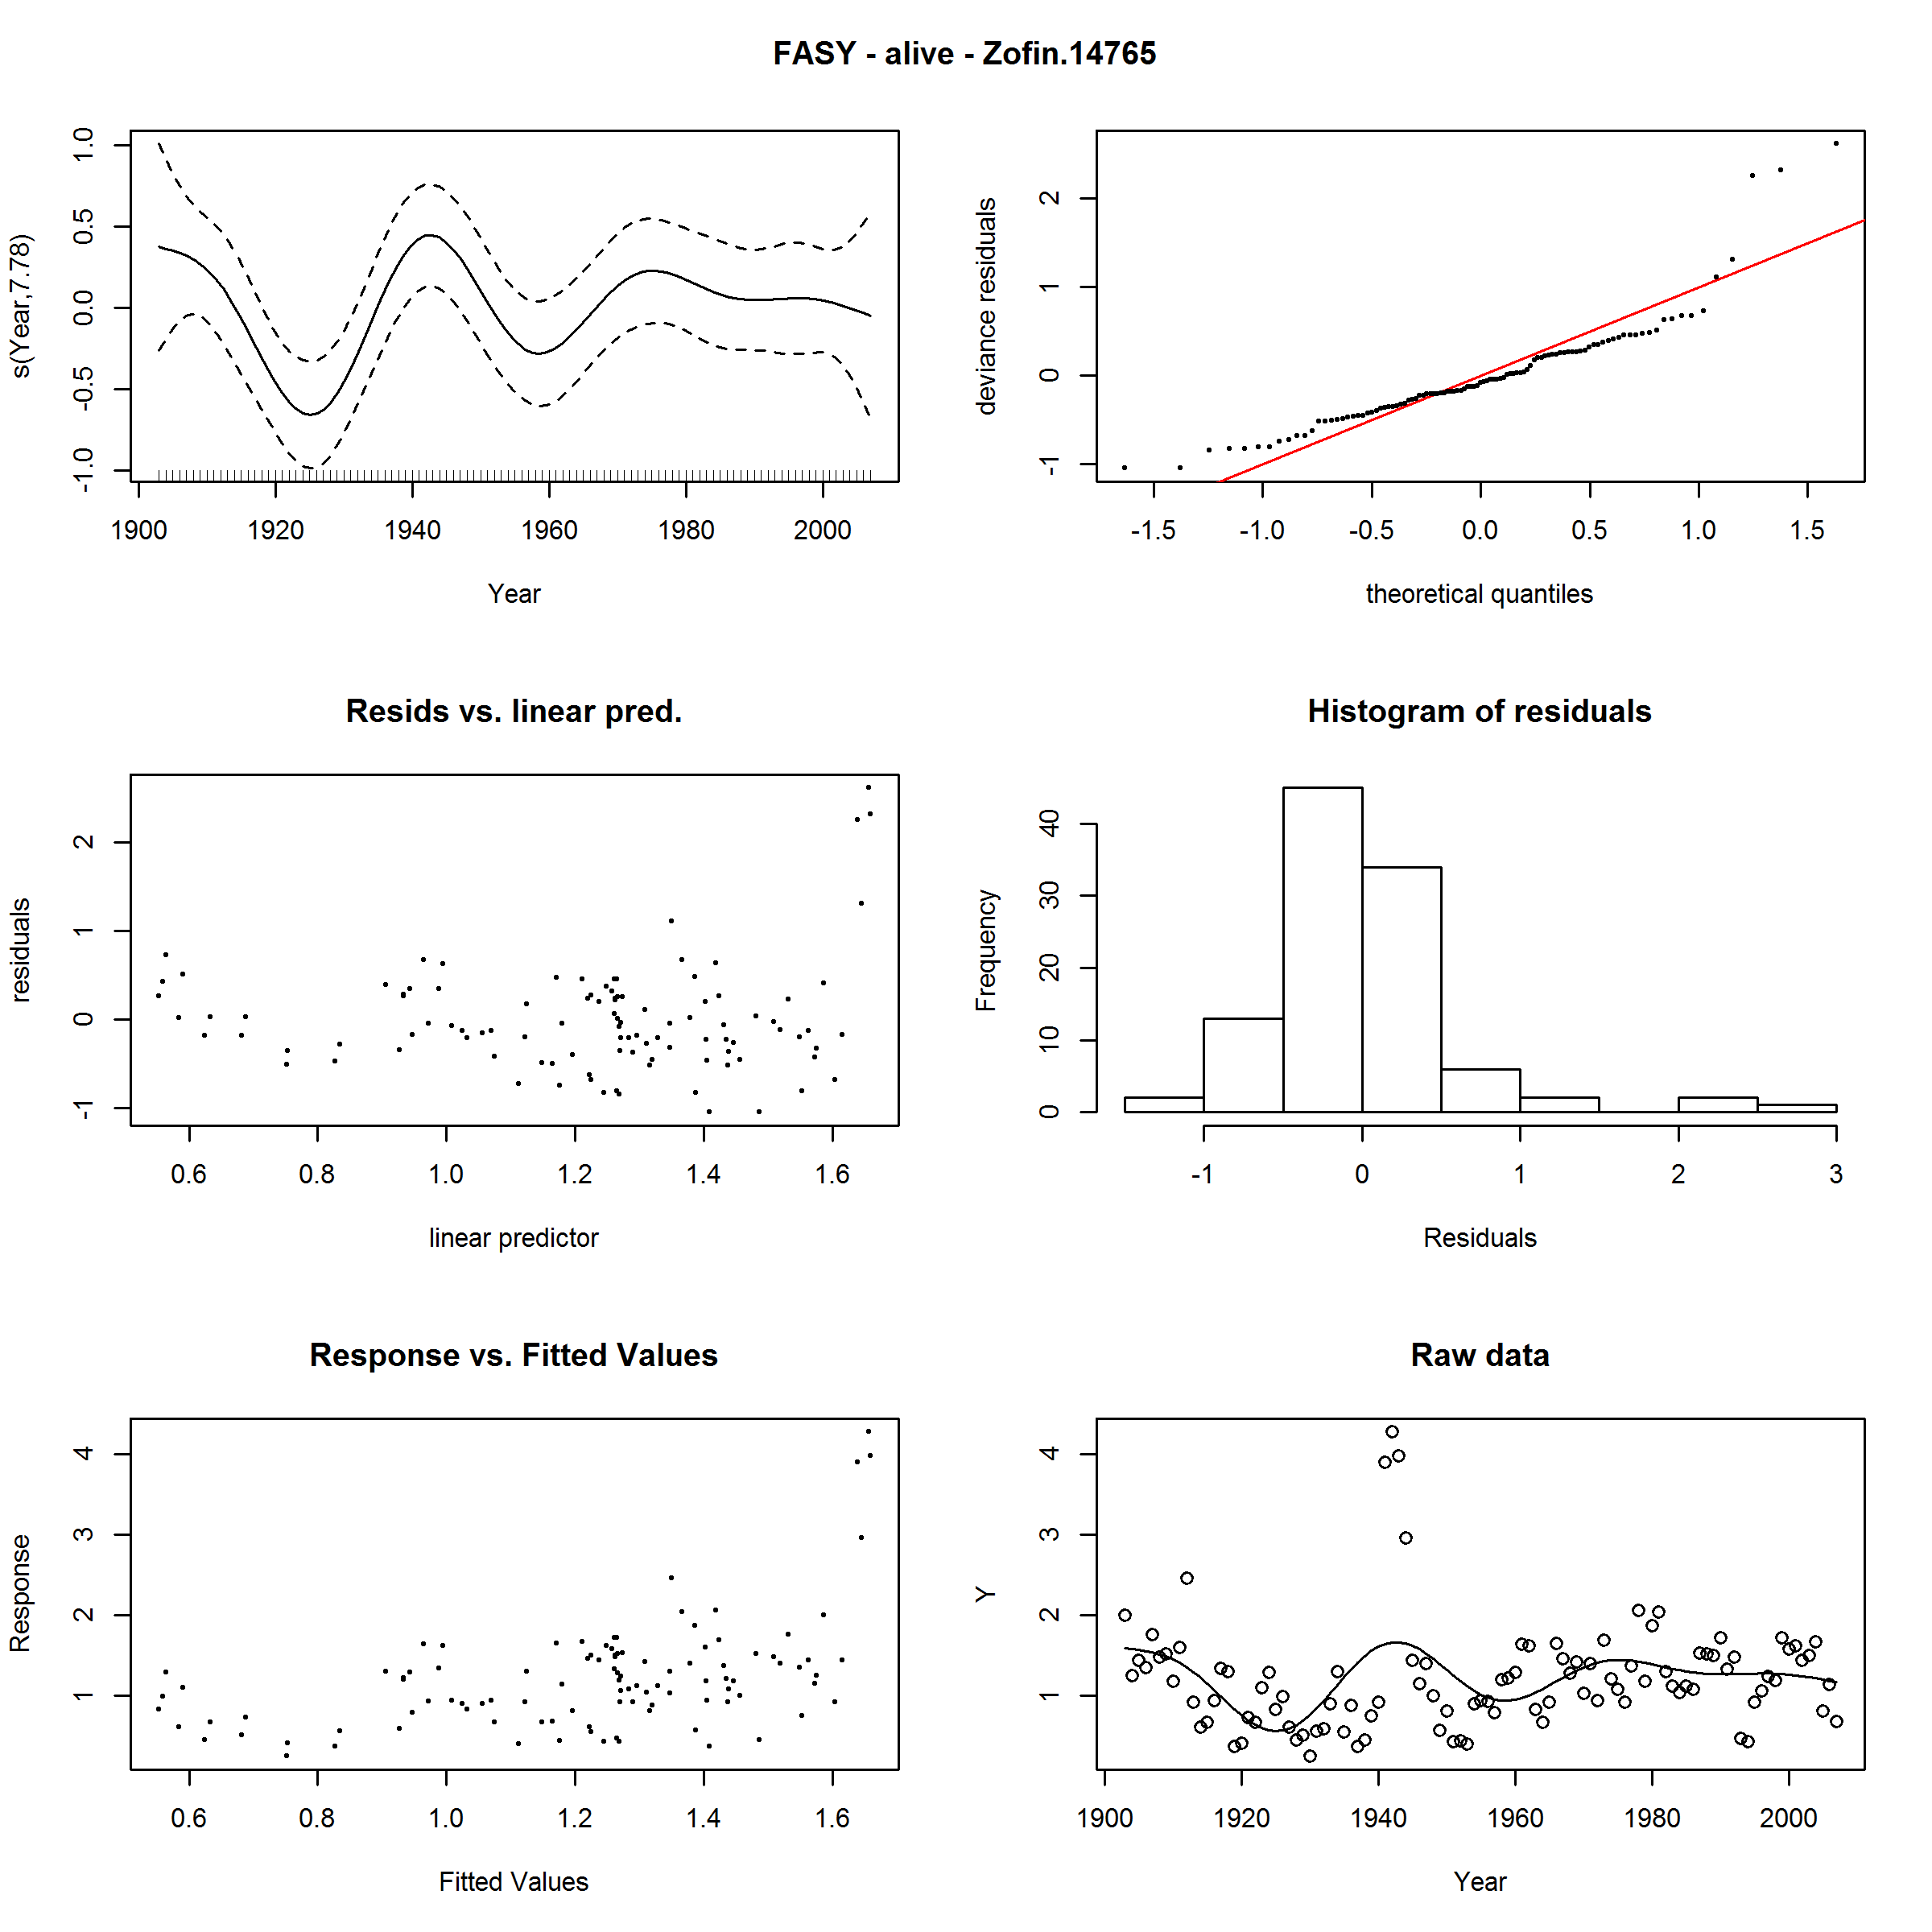 FASY - alive - Zofin.14765
s(Year,7.78)
-1.0 -0.5 0.0 0.5 1.0
1900 1920 1940 1960 1980 2000
Year
deviance residuals
-1 0 1 2
-1.5 -1.0 -0.5 0.0 0.5 1.0 1.5
theoretical quantiles
Resids vs. linear pred.
residuals
-1 0 1 2
0.6 0.8 1.0 1.2 1.4 1.6
linear predictor
Histogram of residuals
Frequency
0 10 20 30 40
-1 0 1 2 3
Residuals
Response vs. Fitted Values
Response
1 2 3 4
0.6 0.8 1.0 1.2 1.4 1.6
Fitted Values
Raw data
Y
1 2 3 4
1900 1920 1940 1960 1980 2000
Year